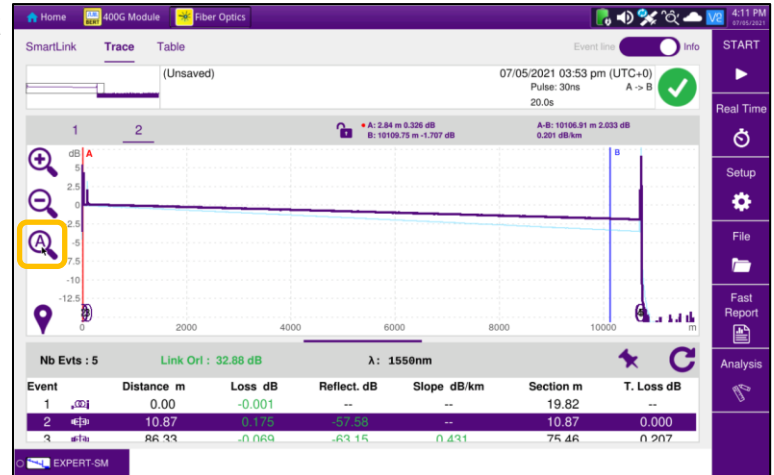 Home 400G Module Fiber Optics V2 4:11 PM
07/05/2021
SmartLink Trace Table Event line Info START
(Unsaved) 07/05/2021 03:53 pm (UTC+0)
Pulse: 30ns A -> B
20.0s
Real Time
1 2 A: 2.84 m 0.326 dB A-B: 10106.91 m 2.033 dB
B: 10109.75 m -1.707 dB 0.201 dB/km
dB A B
5
2.5
0
-2.5
-5
-7.5
-10
-12.5
A
0 2000 4000 6000 8000 10000 m
Setup
File
Fast
Report
Analysis
Nb Evts : 5 Link Orl : 32.88 dB λ: 1550nm
Event Distance m Loss dB Reflect. dB Slope dB/km Section m T. Loss dB
1 0.00 -0.001 -- -- 19.82 --
2 10.87 0.175 -57.58 -- 10.87 0.000
3 86.33 -0.069 -63.15 0.431 75.46 0.207
EXPERT-SM